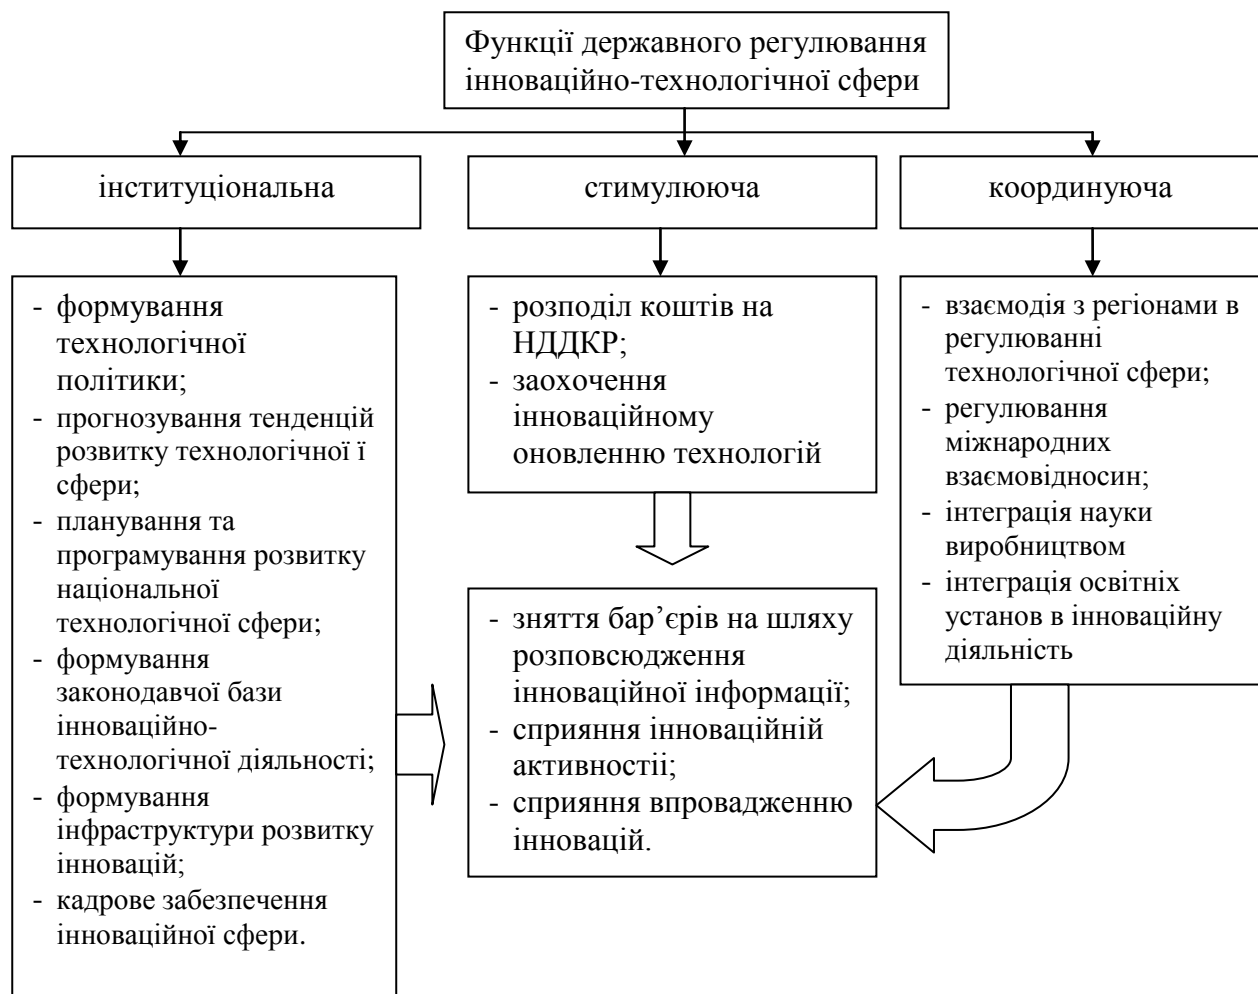 Функції державного регулювання
інноваційно-технологічної сфери
інституціональна
стимулююча
координуюча
- формування
технологічної
політики;
- прогнозування тенденцій
розвитку технологічної ї
сфери;
- планування та
програмування розвитку
національної
технологічної сфери;
- формування
законодавчої бази
інноваційно-
технологічної діяльності;
- формування
інфраструктури розвитку
інновацій;
- кадрове забезпечення
інноваційної сфери.
- розподіл коштів на
НДДКР;
- заохочення
інноваційному
оновленню технологій
- зняття бар’єрів на шляху
розповсюдження
інноваційної інформації;
- сприяння інноваційній
активностіі;
- сприяння впровадженню
інновацій.
- взаємодія з регіонами в
регулюванні
технологічної сфери;
- регулювання
міжнародних
взаємовідносин;
- інтеграція науки
виробництвом
- інтеграція освітніх
установ в інноваційну
діяльність